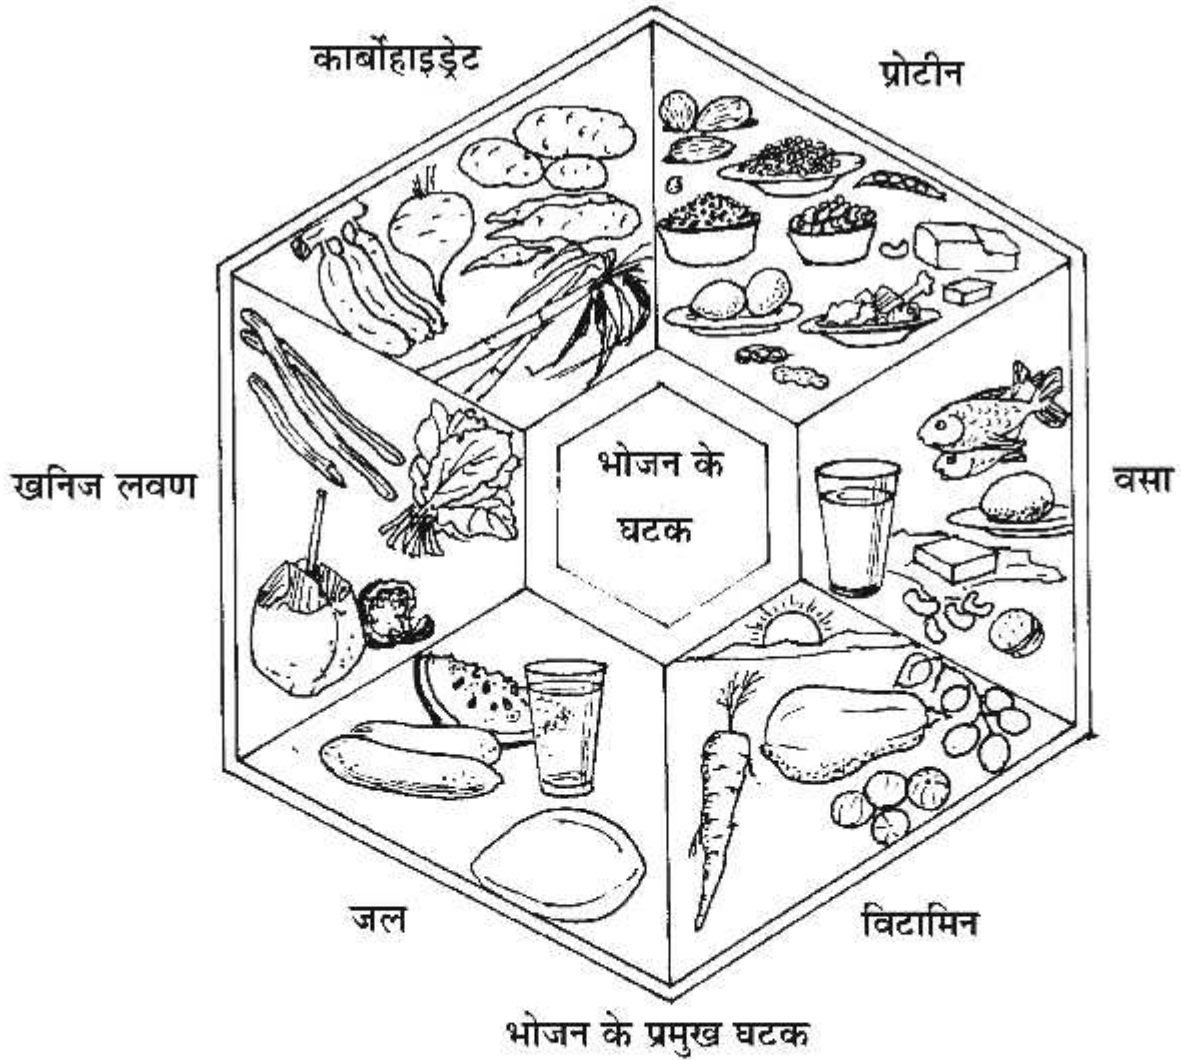 कार्बोहाइड्रेट
प्रोटीन
खनिज लवण
भोजन के
घटक
वसा
जल
विटामिन
भोजन के प्रमुख घटक